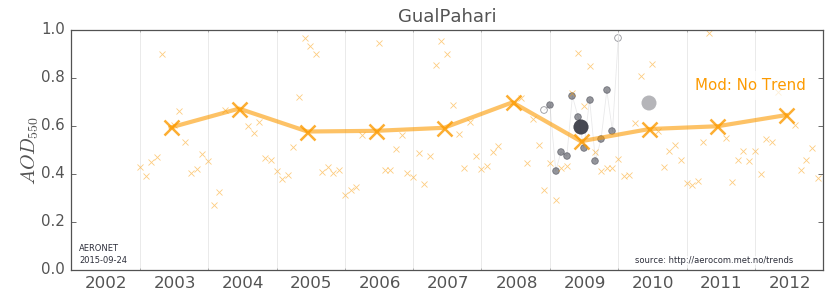 GualPahari
1.0
0.8
0.6
0.4
0.2
0.0
AOD550
Mod: No Trend
AERONET
2015-09-24
source: http://aerocom.met.no/trends
2002 2003 2004 2005 2006 2007 2008 2009 2010 2011 2012